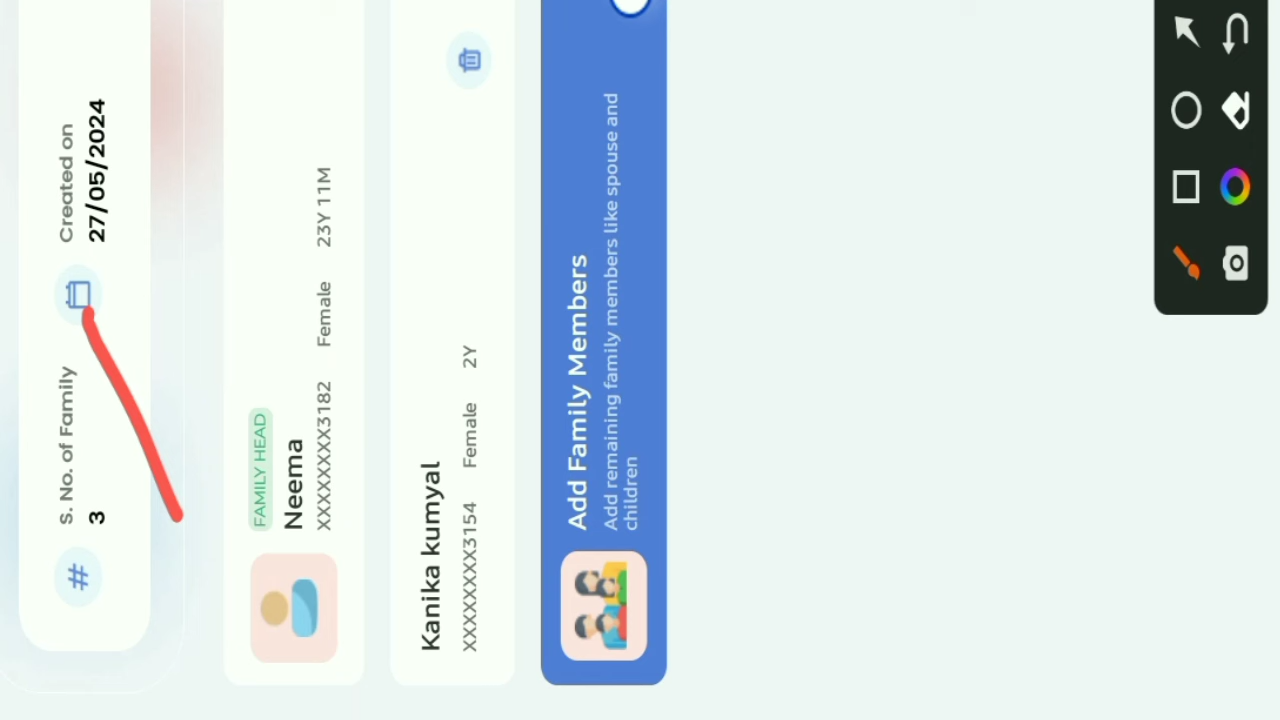 #
S. No. of Family
3
Created on
27/05/2024
FAMILY HEAD
Neema
XXXXXXXX3182 Female 23Y 11M
Kanika kumyal
XXXXXXXX3154 Female 2Y
Add Family Members
Add remaining family members like spouse and
children